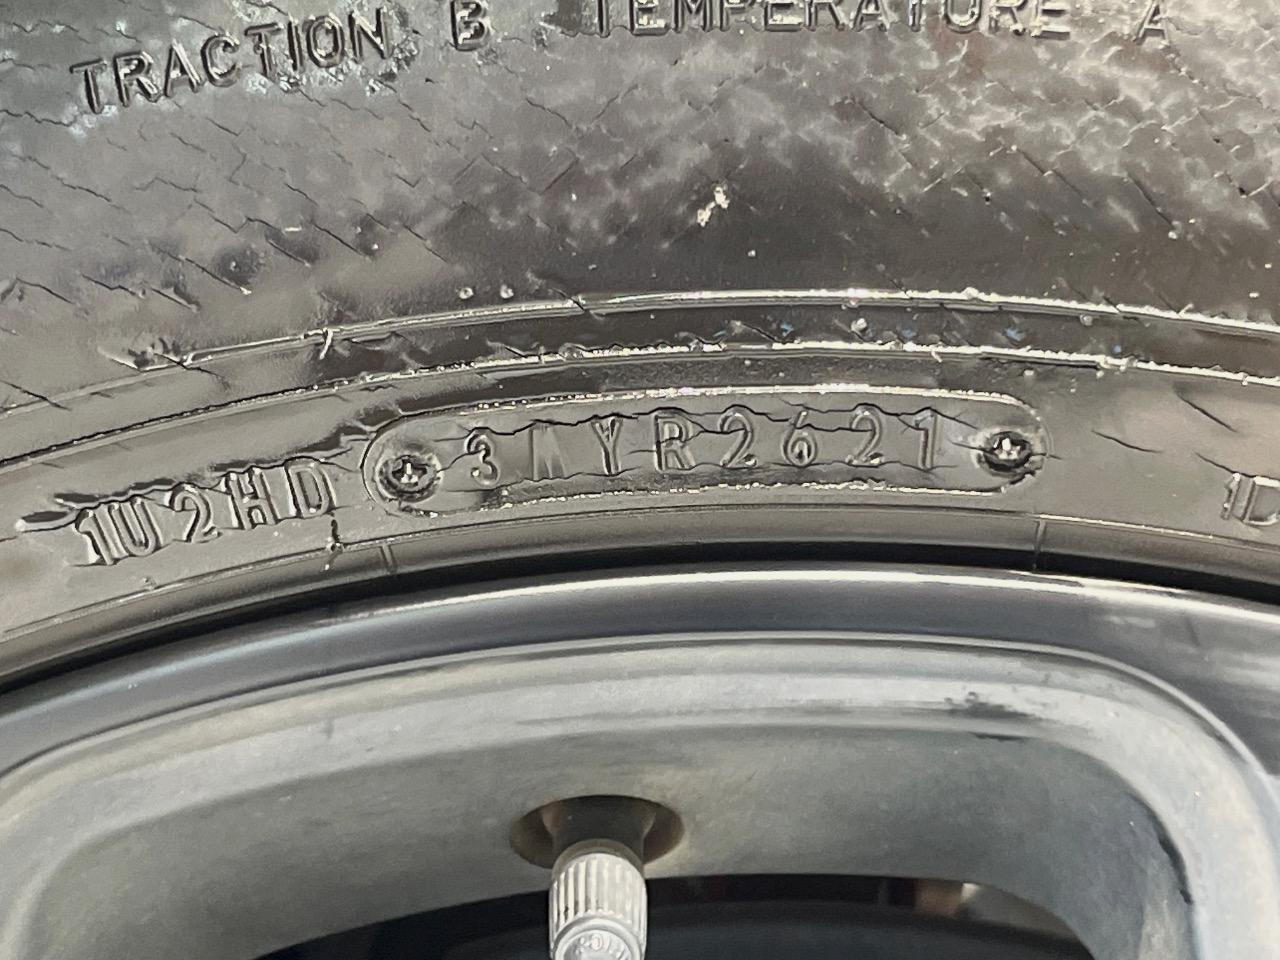 TRACTION B TEMPERATURE A
1U2HD 3MYR2621